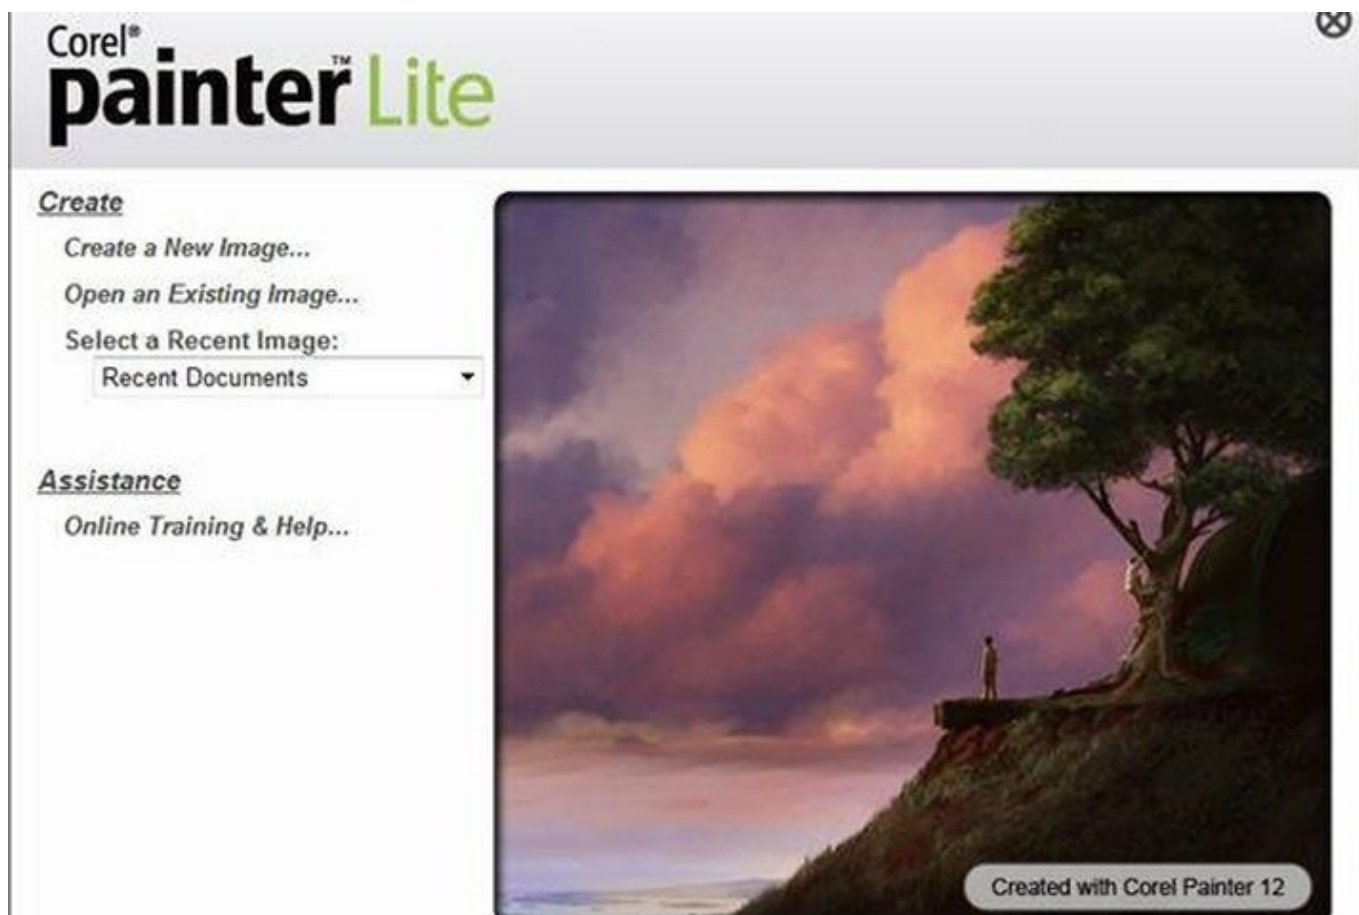 Corel®
painter™ Lite
Create
Create a New Image...
Open an Existing Image...
Select a Recent Image:
Recent Documents
Assistance
Online Training & Help...
Created with Corel Painter 12